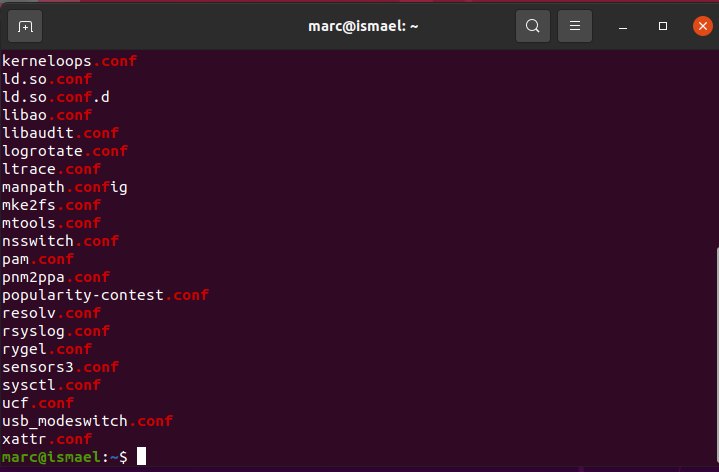 marc@ismael: ~
kerneloops.conf
ld.so.conf
ld.so.conf.d
libao.conf
libaudit.conf
logrotate.conf
ltrace.conf
manpath.config
mke2fs.conf
mtools.conf
nsswitch.conf
pam.conf
pnm2ppa.conf
popularity-contest.conf
resolv.conf
rsyslog.conf
rygel.conf
sensors3.conf
sysctl.conf
ucf.conf
usb_modeswitch.conf
xattr.conf
marc@ismael:~$